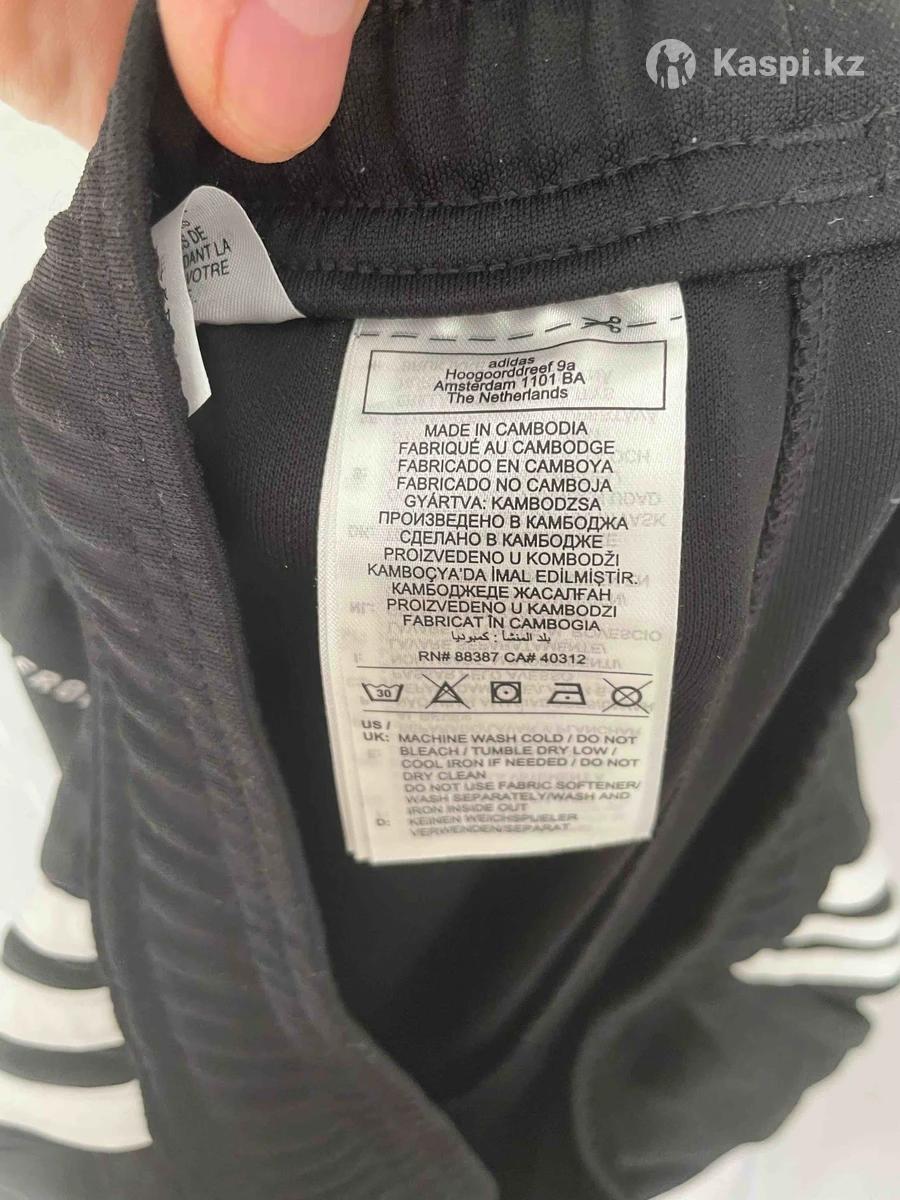 Kaspi.kz
DE
DANT LA
VOTRE
adidas
Hoogoorddreef 9a
Amsterdam 1101 BA
The Netherlands
MADE IN CAMBODIA
FABRIQUÉ AU CAMBODGE
FABRICADO EN CAMBOYA
FABRICADO NO CAMBOJA
GYÁRTVA: KAMBODZSA
ПРОИЗВЕДЕНО В КАМБОДЖА
СДЕЛАНО В КАМБОДЖЕ
PROIZVEDENO U KOMBODŽI
KAMBOÇYA'DA İMAL EDİLMİŞTİR.
КАМБОДЖЕДЕ ЖАСАЛҒАН
PROIZVEDENO U KAMBODZI
FABRICAT ÎN CAMBOGIA
بلد المنشأ : كمبوديا
RN# 88387 CA# 40312
30
US /
UK: MACHINE WASH COLD / DO NOT
BLEACH / TUMBLE DRY LOW /
COOL IRON IF NEEDED / DO NOT
DRY CLEAN
DO NOT USE FABRIC SOFTENER/
WASH SEPARATELY/WASH AND
IRON INSIDE OUT
D: KEINEN WEICHSPUELER
VERWENDEN/SEPARAT